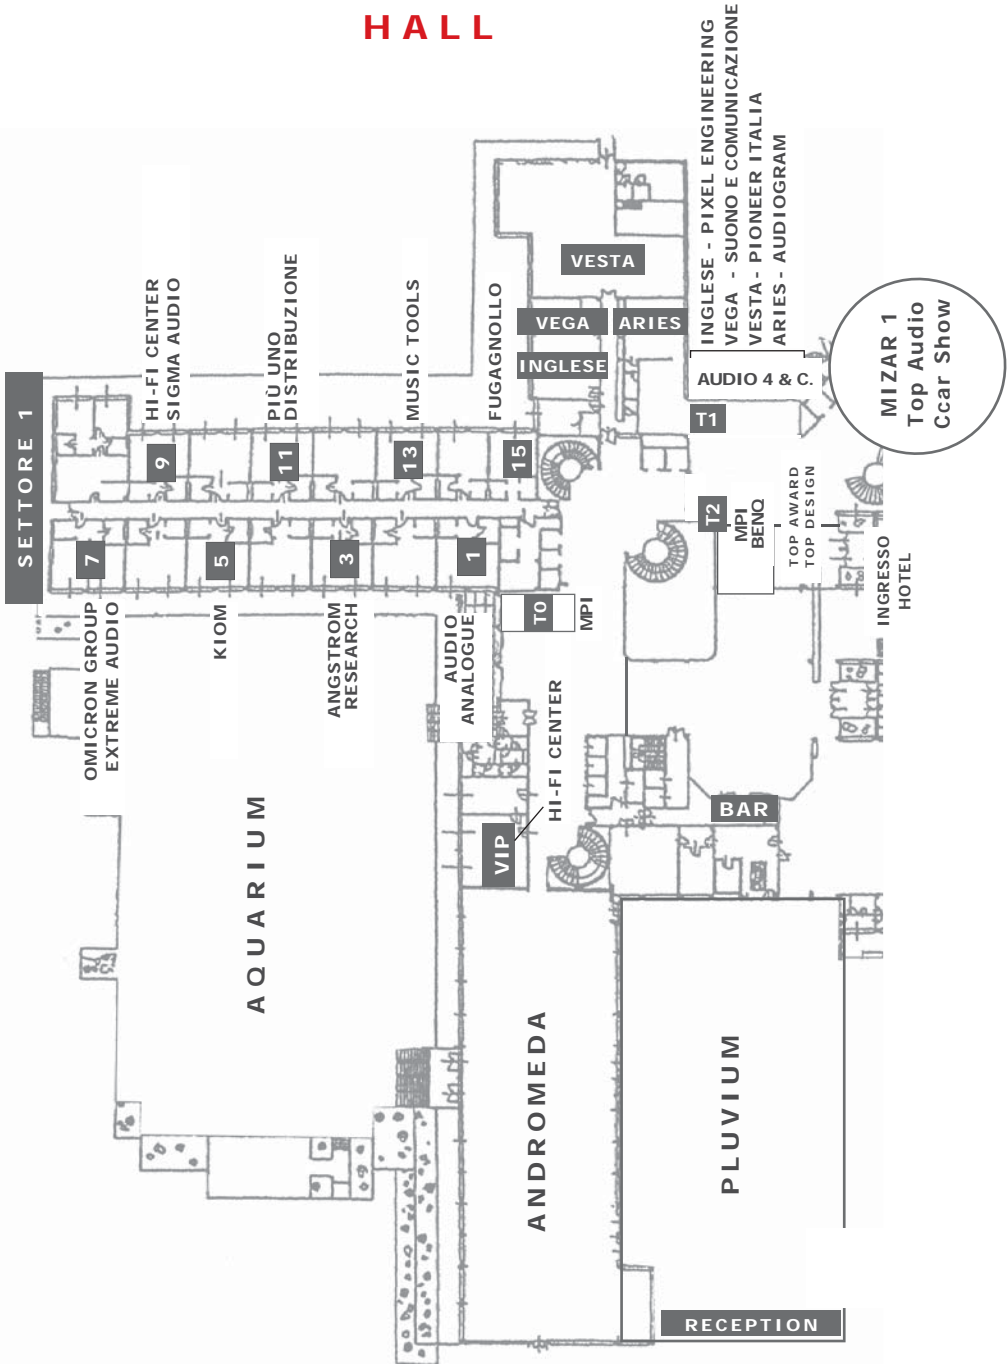 HALL
INGLESE - PIXEL ENGINEERING
VEGA - SUONO E COMUNICAZIONE
VESTA - PIONEER ITALIA
ARIES - AUDIOGRAM
VESTA
VEGA
ARIES
INGLESE
AUDIO 4 & C.
T1
MIZAR 1
Top Audio
Ccar Show
SETTORE 1
HI-FI CENTER
SIGMA AUDIO
PIÙ UNO
DISTRIBUZIONE
MUSIC TOOLS
FUGAGNOLLO
9
11
13
15
7
5
3
1
OMICRON GROUP
EXTREME AUDIO
KIOM
ANGSTROM
RESEARCH
AUDIO
ANALOGUE
T0
MPI
T2
MPI
BENQ
TOP AWARD
TOP DESIGN
INGRESSO
HOTEL
HI-FI CENTER
VIP
BAR
AQUARIUM
ANDROMEDA
PLUVIUM
RECEPTION